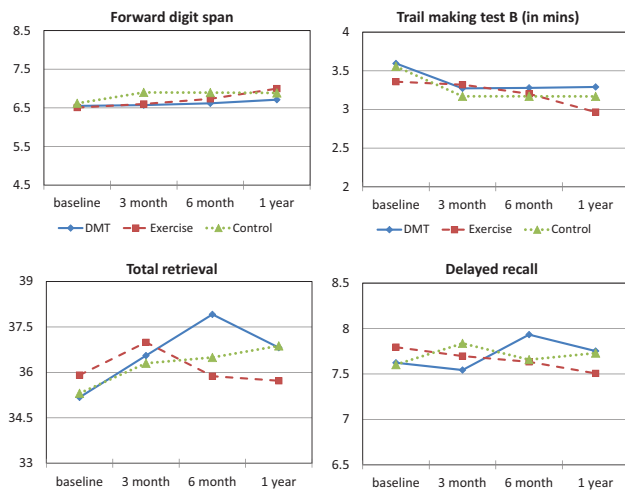 Forward digit span
8.5
7.5
6.5
5.5
4.5
baseline 3 month 6 month 1 year
DMT Exercise Control
Trail making test B (in mins)
4
3.5
3
2.5
2
baseline 3 month 6 month 1 year
DMT Exercise Control
Total retrieval
39
37.5
36
34.5
33
baseline 3 month 6 month 1 year
Delayed recall
8.5
8
7.5
7
6.5
baseline 3 month 6 month 1 year